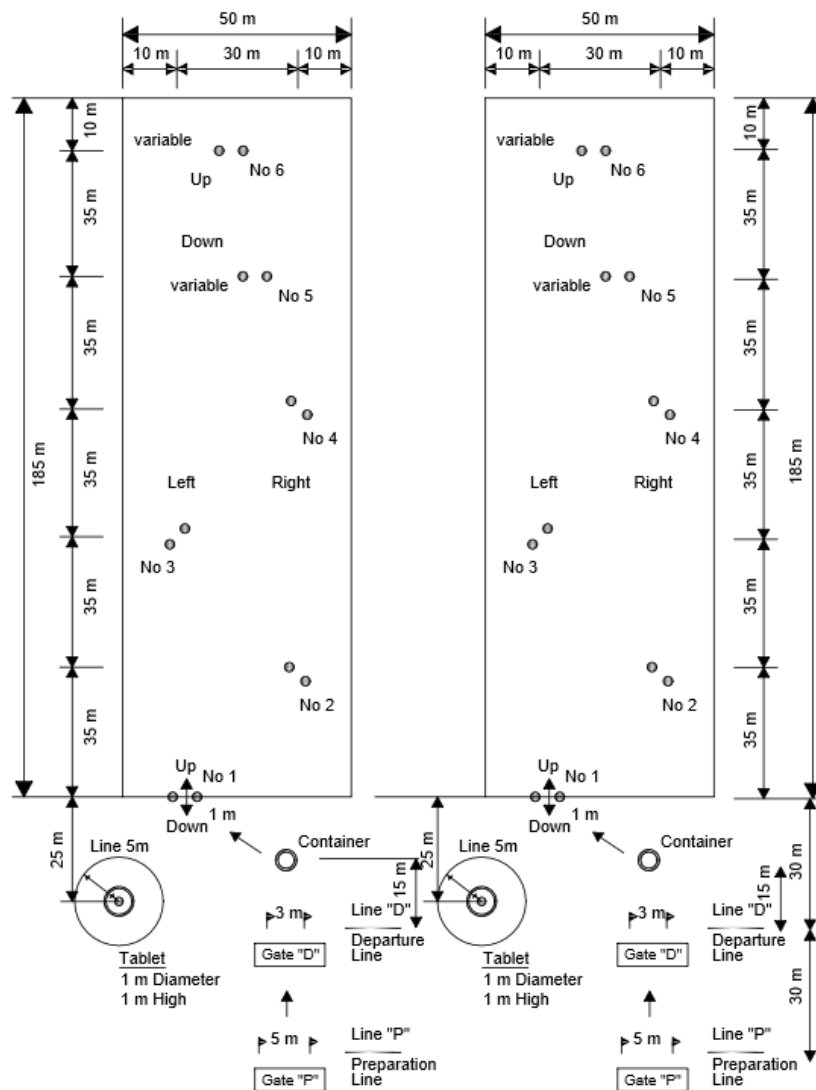 50 m
50 m
10 m
30 m
10 m
10 m
30 m
10 m
10 m
10 m
variable
variable
Up
No 6
Up
No 6
35 m
35 m
Down
Down
variable
No 5
variable
No 5
35 m
35 m
No 4
No 4
185 m
185 m
Left
Right
Left
Right
35 m
35 m
No 3
No 3
35 m
35 m
No 2
No 2
35 m
35 m
Up
No 1
Up
No 1
1 m
1 m
Down
Down
25 m
Line 5m
Container
25 m
Line 5m
Container
15 m
15 m
30 m
3 m
Line "D"
3 m
Line "D"
Gate "D"
Departure
Line
Gate "D"
Departure
Line
Tablet
1 m Diameter
1 m High
Tablet
1 m Diameter
1 m High
30 m
5 m
Line "P"
5 m
Line "P"
Gate "P"
Preparation
Line
Gate "P"
Preparation
Line